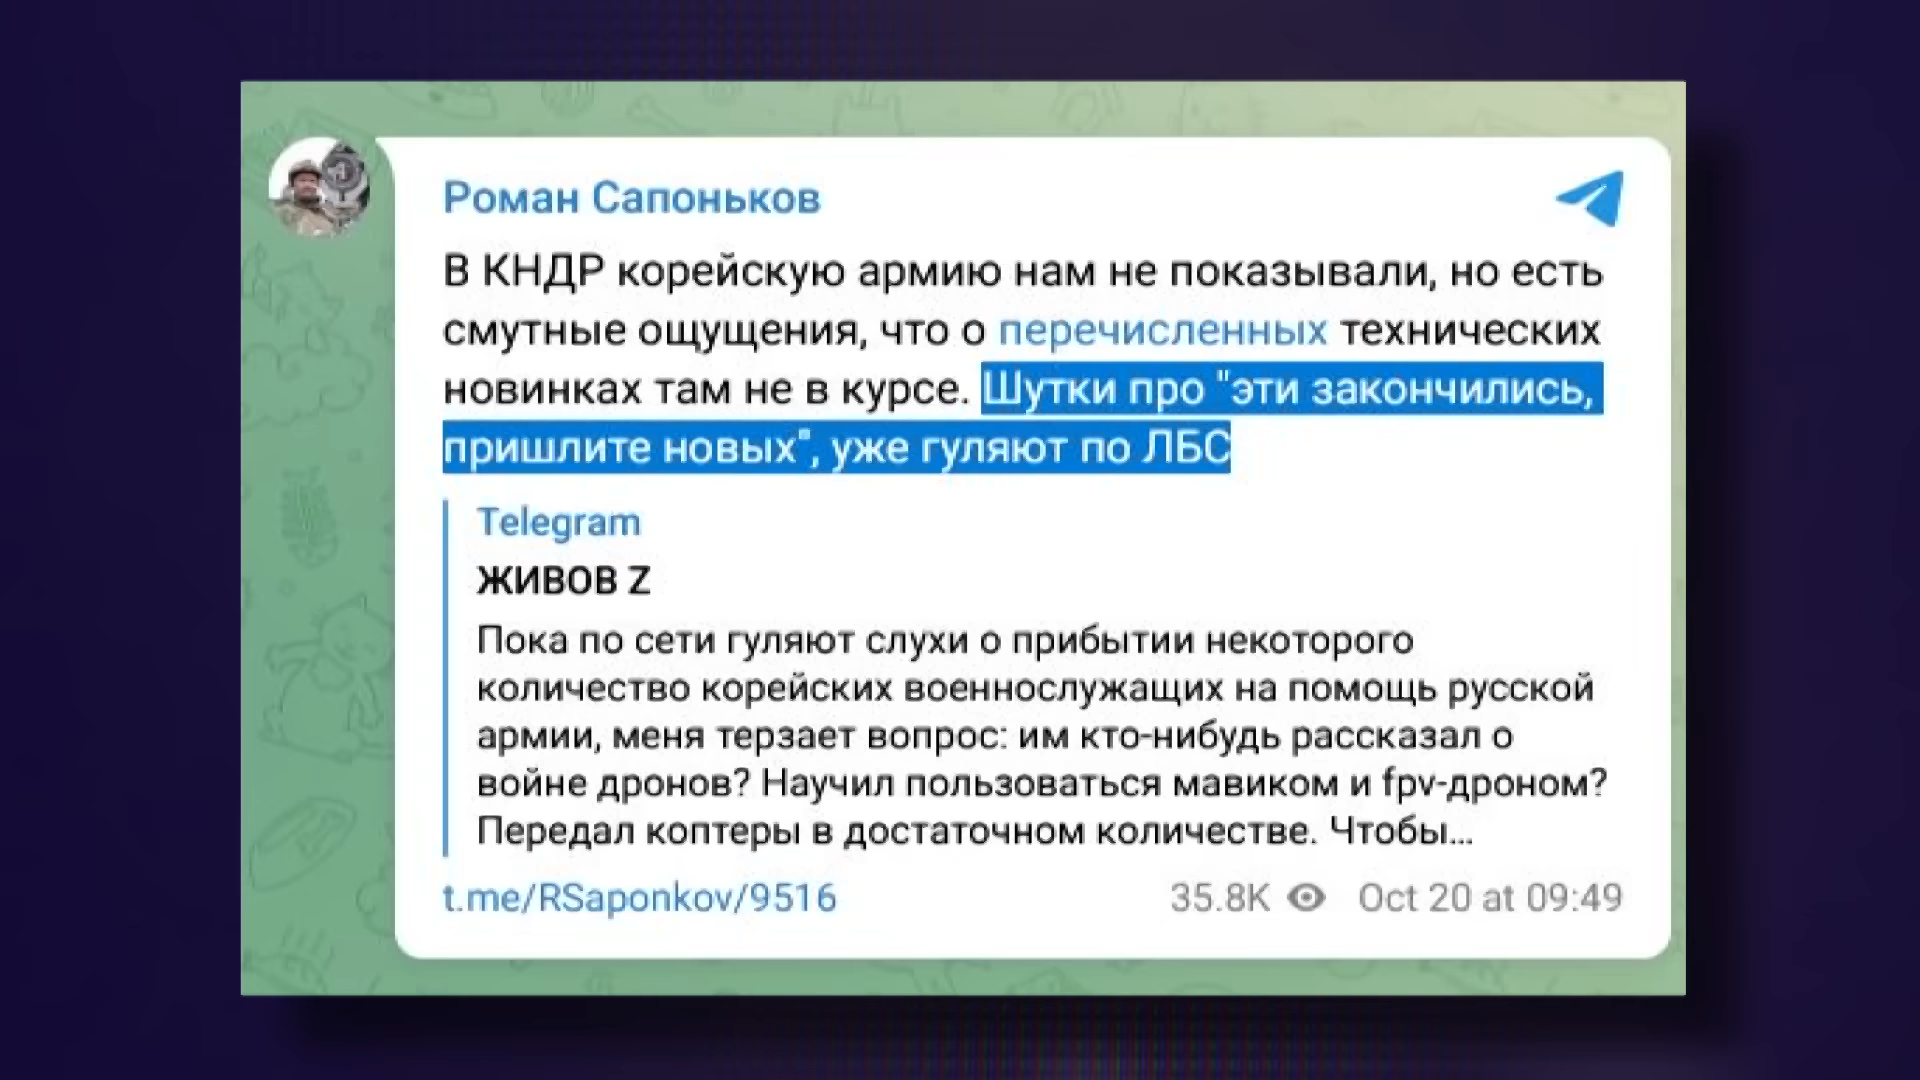 Роман Сапоньков
В КНДР корейскую армию нам не показывали, но есть
смутные ощущения, что о перечисленных технических
новинках там не в курсе. Шутки про "эти закончились,
пришлите новых", уже гуляют по ЛБС
Telegram
ЖИВОВ Z
Пока по сети гуляют слухи о прибытии некоторого
количество корейских военнослужащих на помощь русской
армии, меня терзает вопрос: им кто-нибудь рассказал о
войне дронов? Научил пользоваться мавиком и fpv-дроном?
Передал коптеры в достаточном количестве. Чтобы...
t.me/RSaponkov/9516 35.8K Oct 20 at 09:49